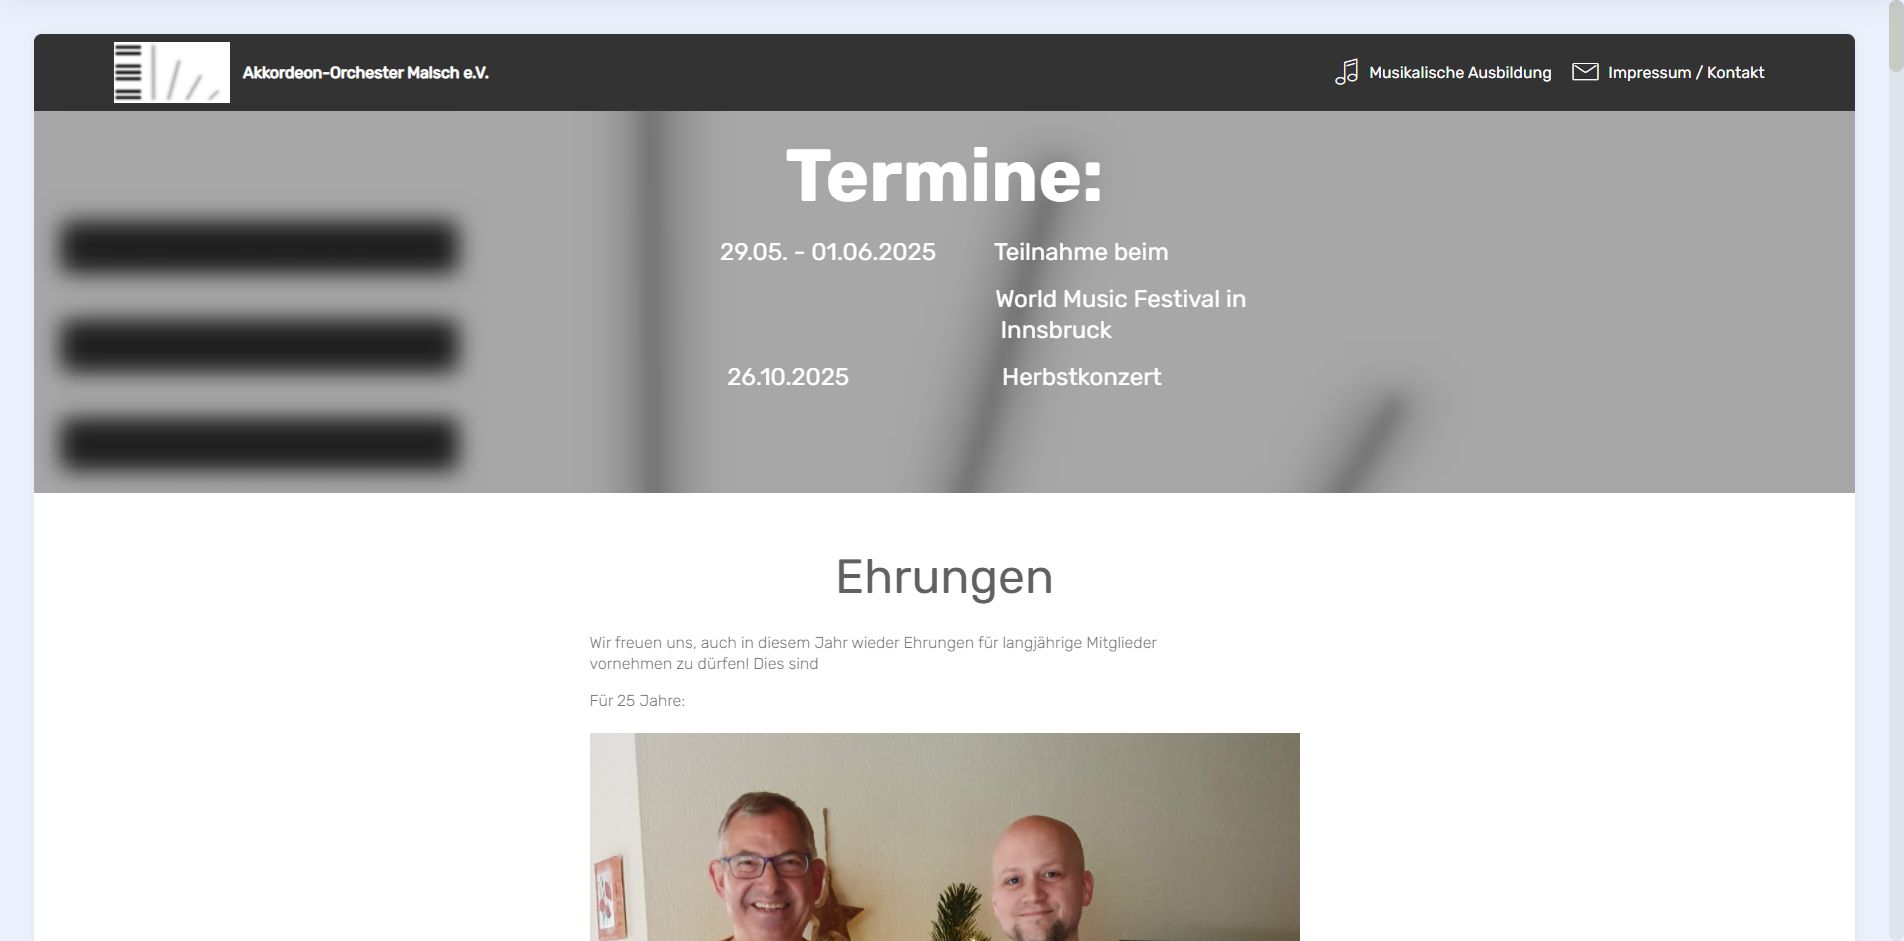 Akkordeon-Orchester Malsch e.V.
Musikalische Ausbildung
Impressum / Kontakt
Termine:
29.05. - 01.06.2025 Teilnahme beim
World Music Festival in
Innsbruck
26.10.2025 Herbstkonzert
Ehrungen
Wir freuen uns, auch in diesem Jahr wieder Ehrungen für langjährige Mitglieder
vornehmen zu dürfen! Dies sind
Für 25 Jahre: